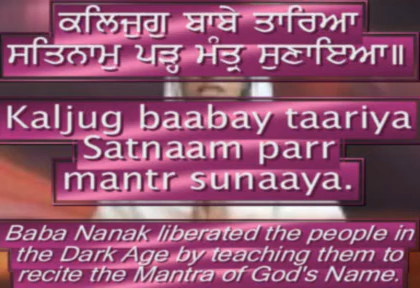 ਕਲਿਜੁਗੁ ਬਾਬੇ ਤਾਰਿਆ
ਸਤਿਨਾਮੁ ਪੜ੍ਹ ਮੰਤ੍ਰ ਸੁਣਾਇਆ॥
Kaljug baabay taariya
Satnaam parr
mantr sunaaya.
Baba Nanak liberated the people in
the Dark Age by teaching them to
recite the Mantra of God's Name.